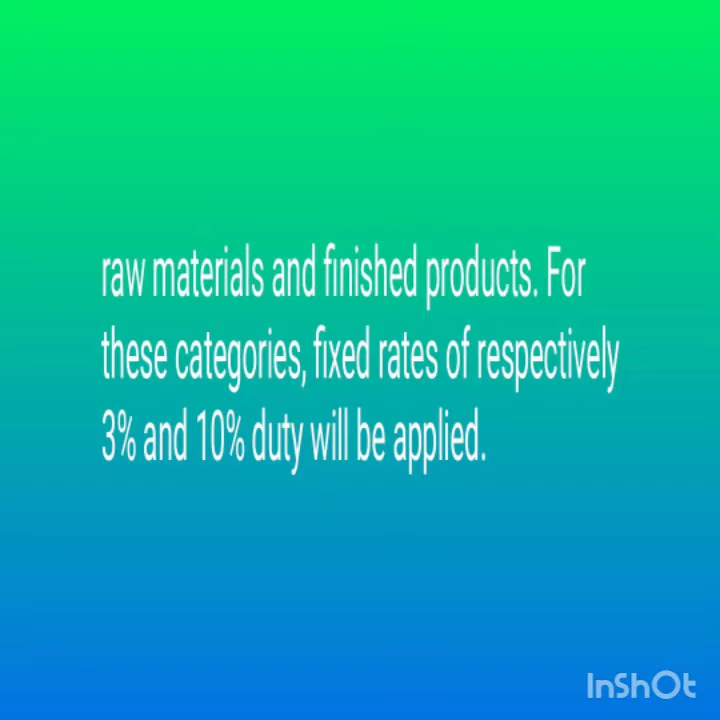 raw materials and finished products. For
these categories, fixed rates of respectively
3% and 10% duty will be applied.
InShOt